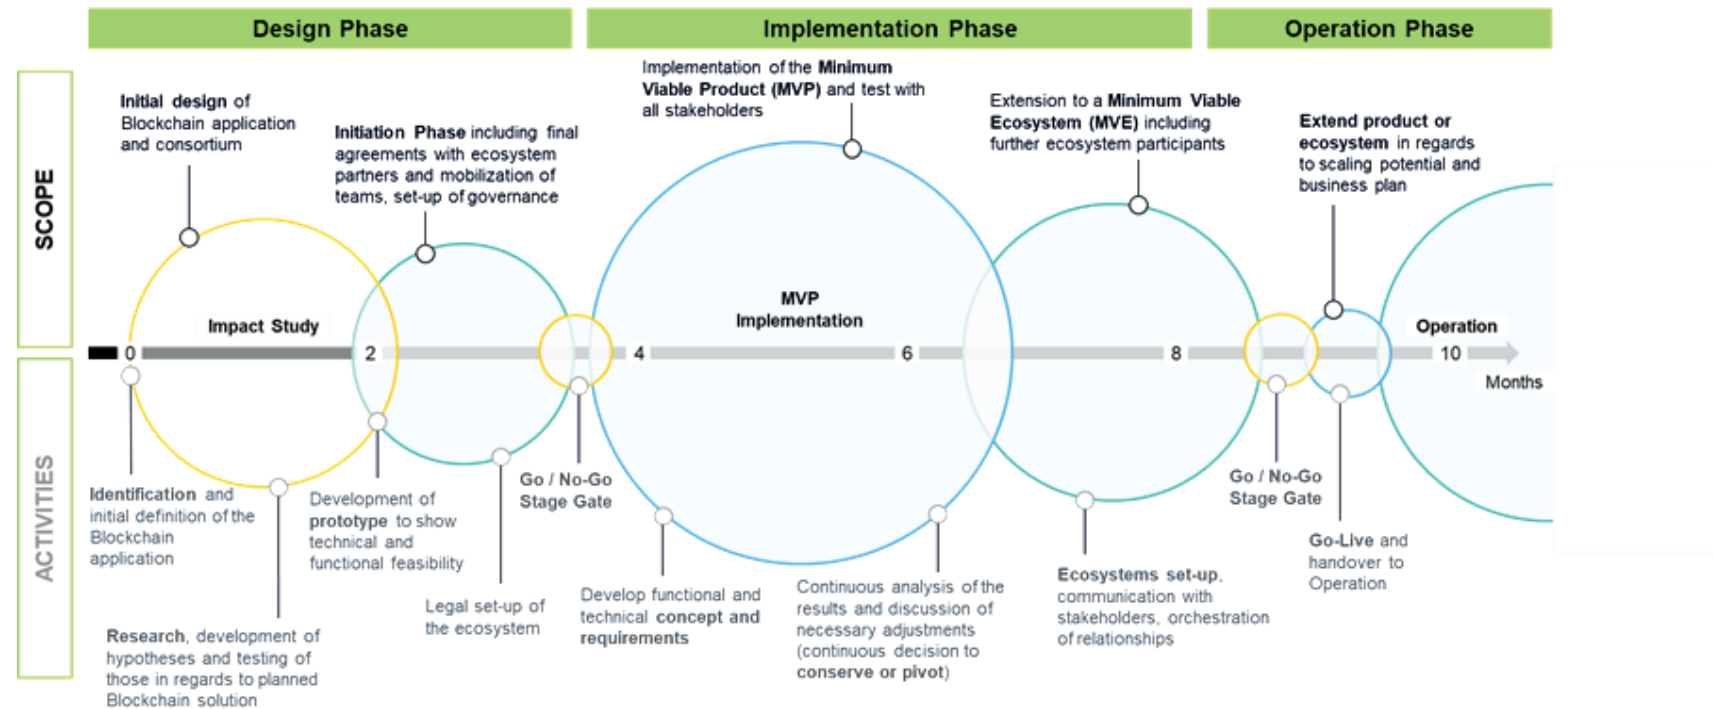 Design Phase
Implementation Phase
Operation Phase
SCOPE
Initial design of
Blockchain application
and consortium
Initiation Phase including final
agreements with ecosystem
partners and mobilization of
teams, set-up of governance
Implementation of the Minimum
Viable Product (MVP) and test with
all stakeholders
Extension to a Minimum Viable
Ecosystem (MVE) including
further ecosystem participants
Extend product or
ecosystem in regards
to scaling potential and
business plan
Impact Study
MVP
Implementation
Operation
0
2
4
6
8
10
Months
ACTIVITIES
Identification and
initial definition of the
Blockchain
application
Research, development of
hypotheses and testing of
those in regards to planned
Blockchain solution
Development of
prototype to show
technical and
functional feasibility
Legal set-up of
the ecosystem
Go / No-Go
Stage Gate
Develop functional and
technical concept and
requirements
Continuous analysis of the
results and discussion of
necessary adjustments
(continuous decision to
conserve or pivot)
Ecosystems set-up,
communication with
stakeholders, orchestration
of relationships
Go / No-Go
Stage Gate
Go-Live and
handover to
Operation